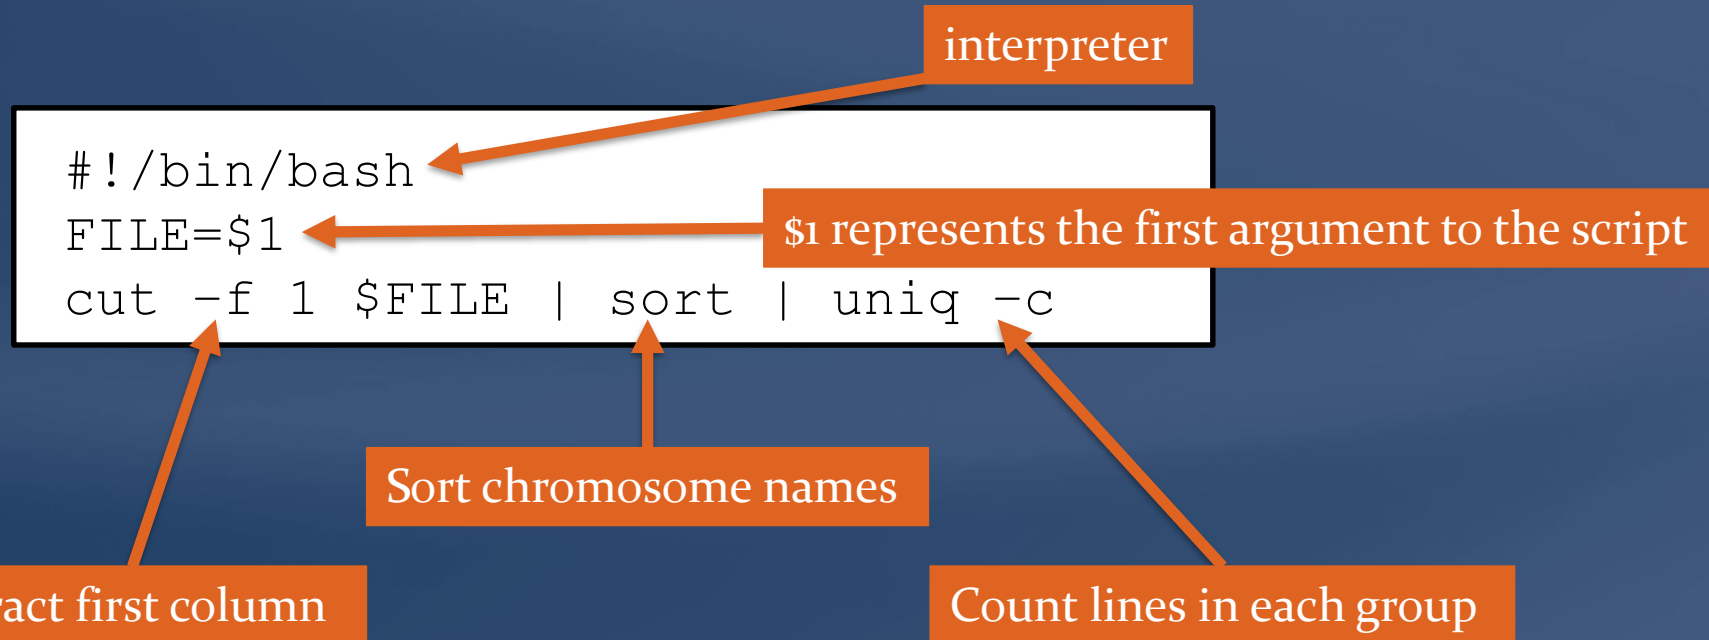 interpreter
#!/bin/bash
FILE=$1
$1 represents the first argument to the script
cut –f 1 $FILE | sort | uniq –c
Sort chromosome names
act first column
Count lines in each group